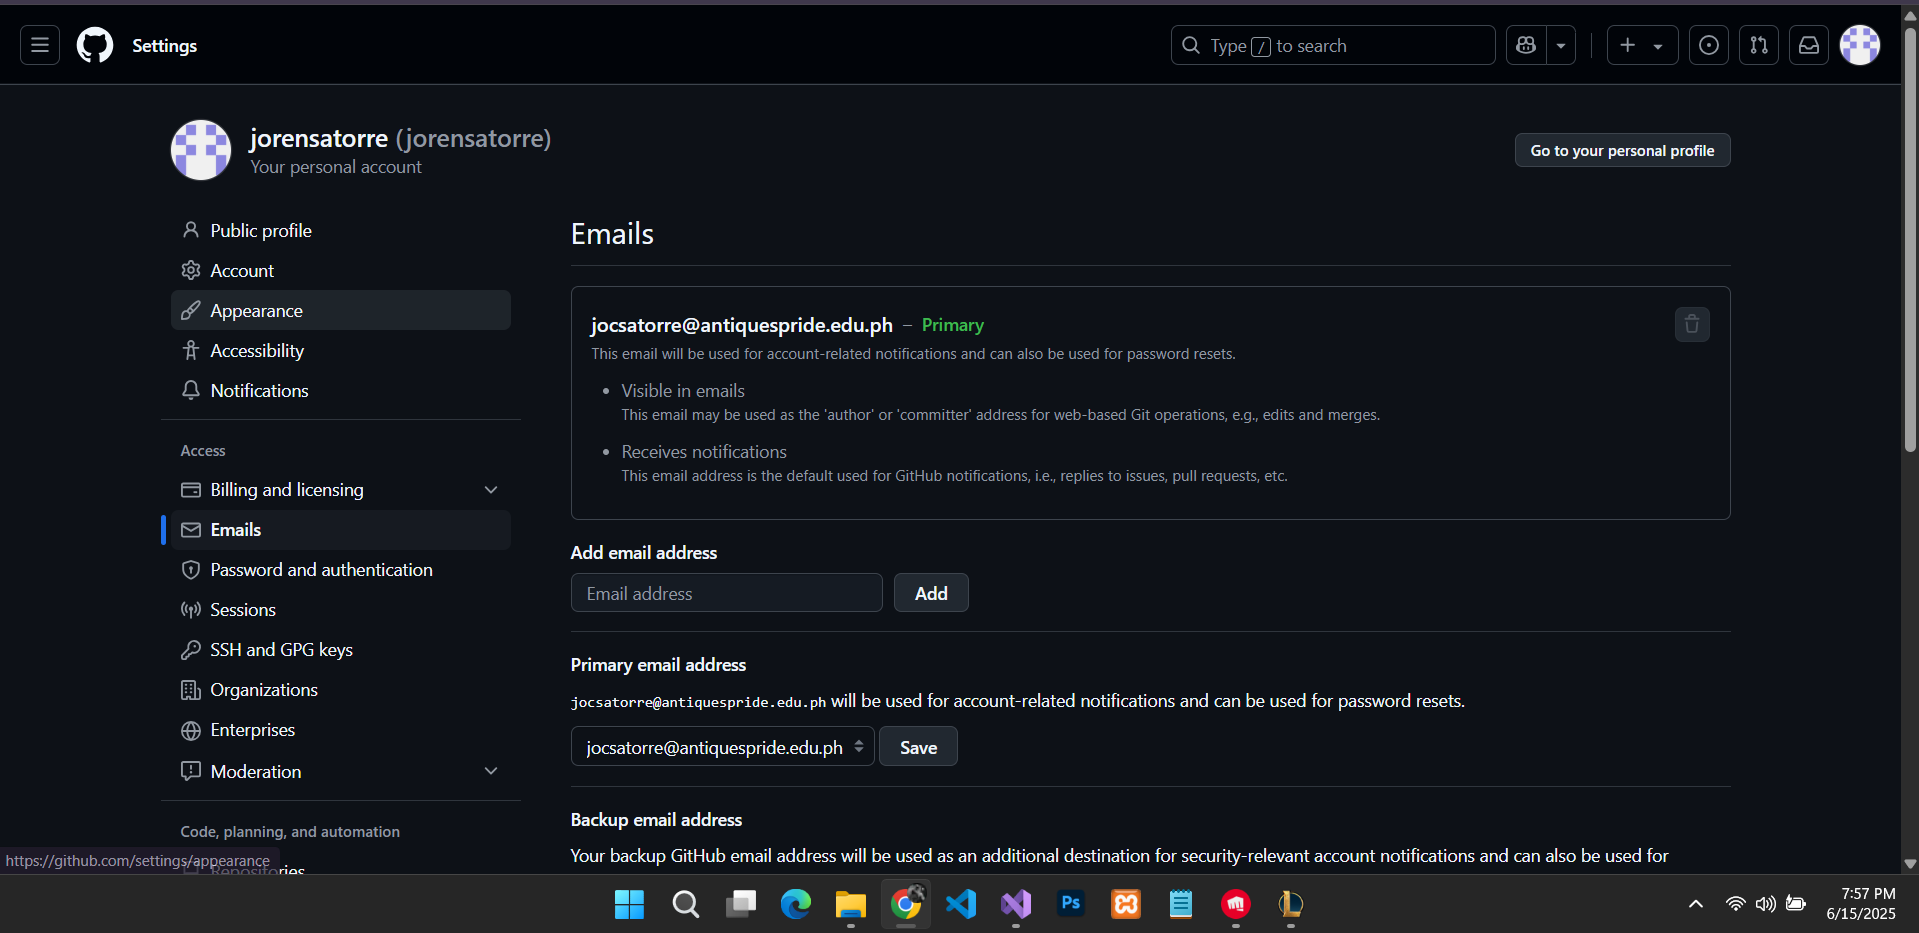 Settings
Type / to search
jorensatorre (jorensatorre)
Your personal account
Go to your personal profile
Public profile
Account
Appearance
Accessibility
Notifications
Access
Billing and licensing
Emails
Password and authentication
Sessions
SSH and GPG keys
Organizations
Enterprises
Moderation
Code, planning, and automation
Repositories
https://github.com/settings/appearance
Emails
jocsatorre@antiquespride.edu.ph – Primary
This email will be used for account-related notifications and can also be used for password resets.
• Visible in emails
This email may be used as the 'author' or 'committer' address for web-based Git operations, e.g., edits and merges.
• Receives notifications
This email address is the default used for GitHub notifications, i.e., replies to issues, pull requests, etc.
Add email address
Email address
Add
Primary email address
jocsatorre@antiquespride.edu.ph will be used for account-related notifications and can be used for password resets.
jocsatorre@antiquespride.edu.ph
Save
Backup email address
Your backup GitHub email address will be used as an additional destination for security-relevant account notifications and can also be used for
Ps
7:57 PM
6/15/2025